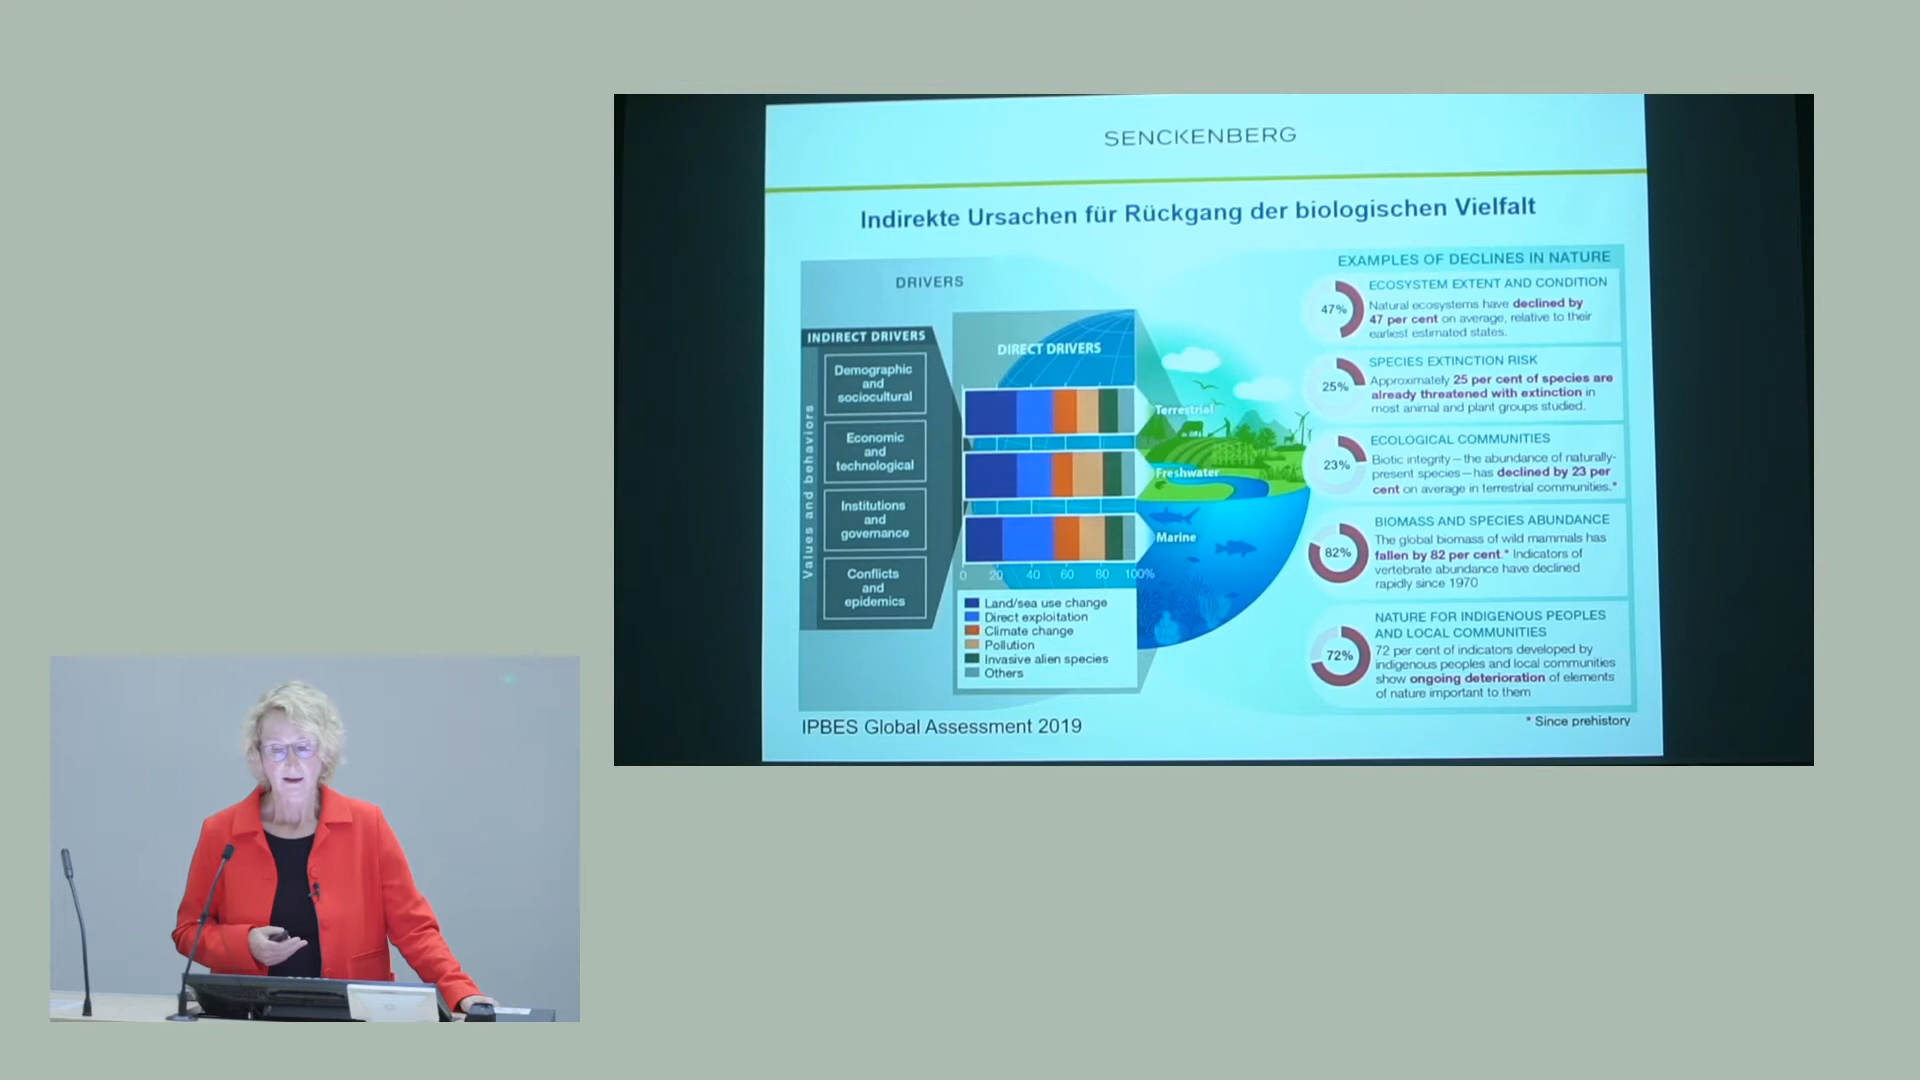 SENCKENBERG
Indirekte Ursachen für Rückgang der biologischen Vielfalt
DRIVERS
INDIRECT DRIVERS
Values and behaviors
Demographic
and
sociocultural
Economic
and
technological
Institutions
and
governance
Conflicts
and
epidemics
DIRECT DRIVERS
Terrestrial
Freshwater
Marine
0 20 40 60 80 100%
Land/sea use change
Direct exploitation
Climate change
Pollution
Invasive alien species
Others
EXAMPLES OF DECLINES IN NATURE
47%
ECOSYSTEM EXTENT AND CONDITION
Natural ecosystems have declined by
47 per cent on average, relative to their
earliest estimated states.
25%
SPECIES EXTINCTION RISK
Approximately 25 per cent of species are
already threatened with extinction in
most animal and plant groups studied.
23%
ECOLOGICAL COMMUNITIES
Biotic integrity—the abundance of naturally-
present species—has declined by 23 per
cent on average in terrestrial communities.*
82%
BIOMASS AND SPECIES ABUNDANCE
The global biomass of wild mammals has
fallen by 82 per cent.* Indicators of
vertebrate abundance have declined
rapidly since 1970
72%
NATURE FOR INDIGENOUS PEOPLES
AND LOCAL COMMUNITIES
72 per cent of indicators developed by
indigenous peoples and local communities
show ongoing deterioration of elements
of nature important to them
IPBES Global Assessment 2019
* Since prehistory